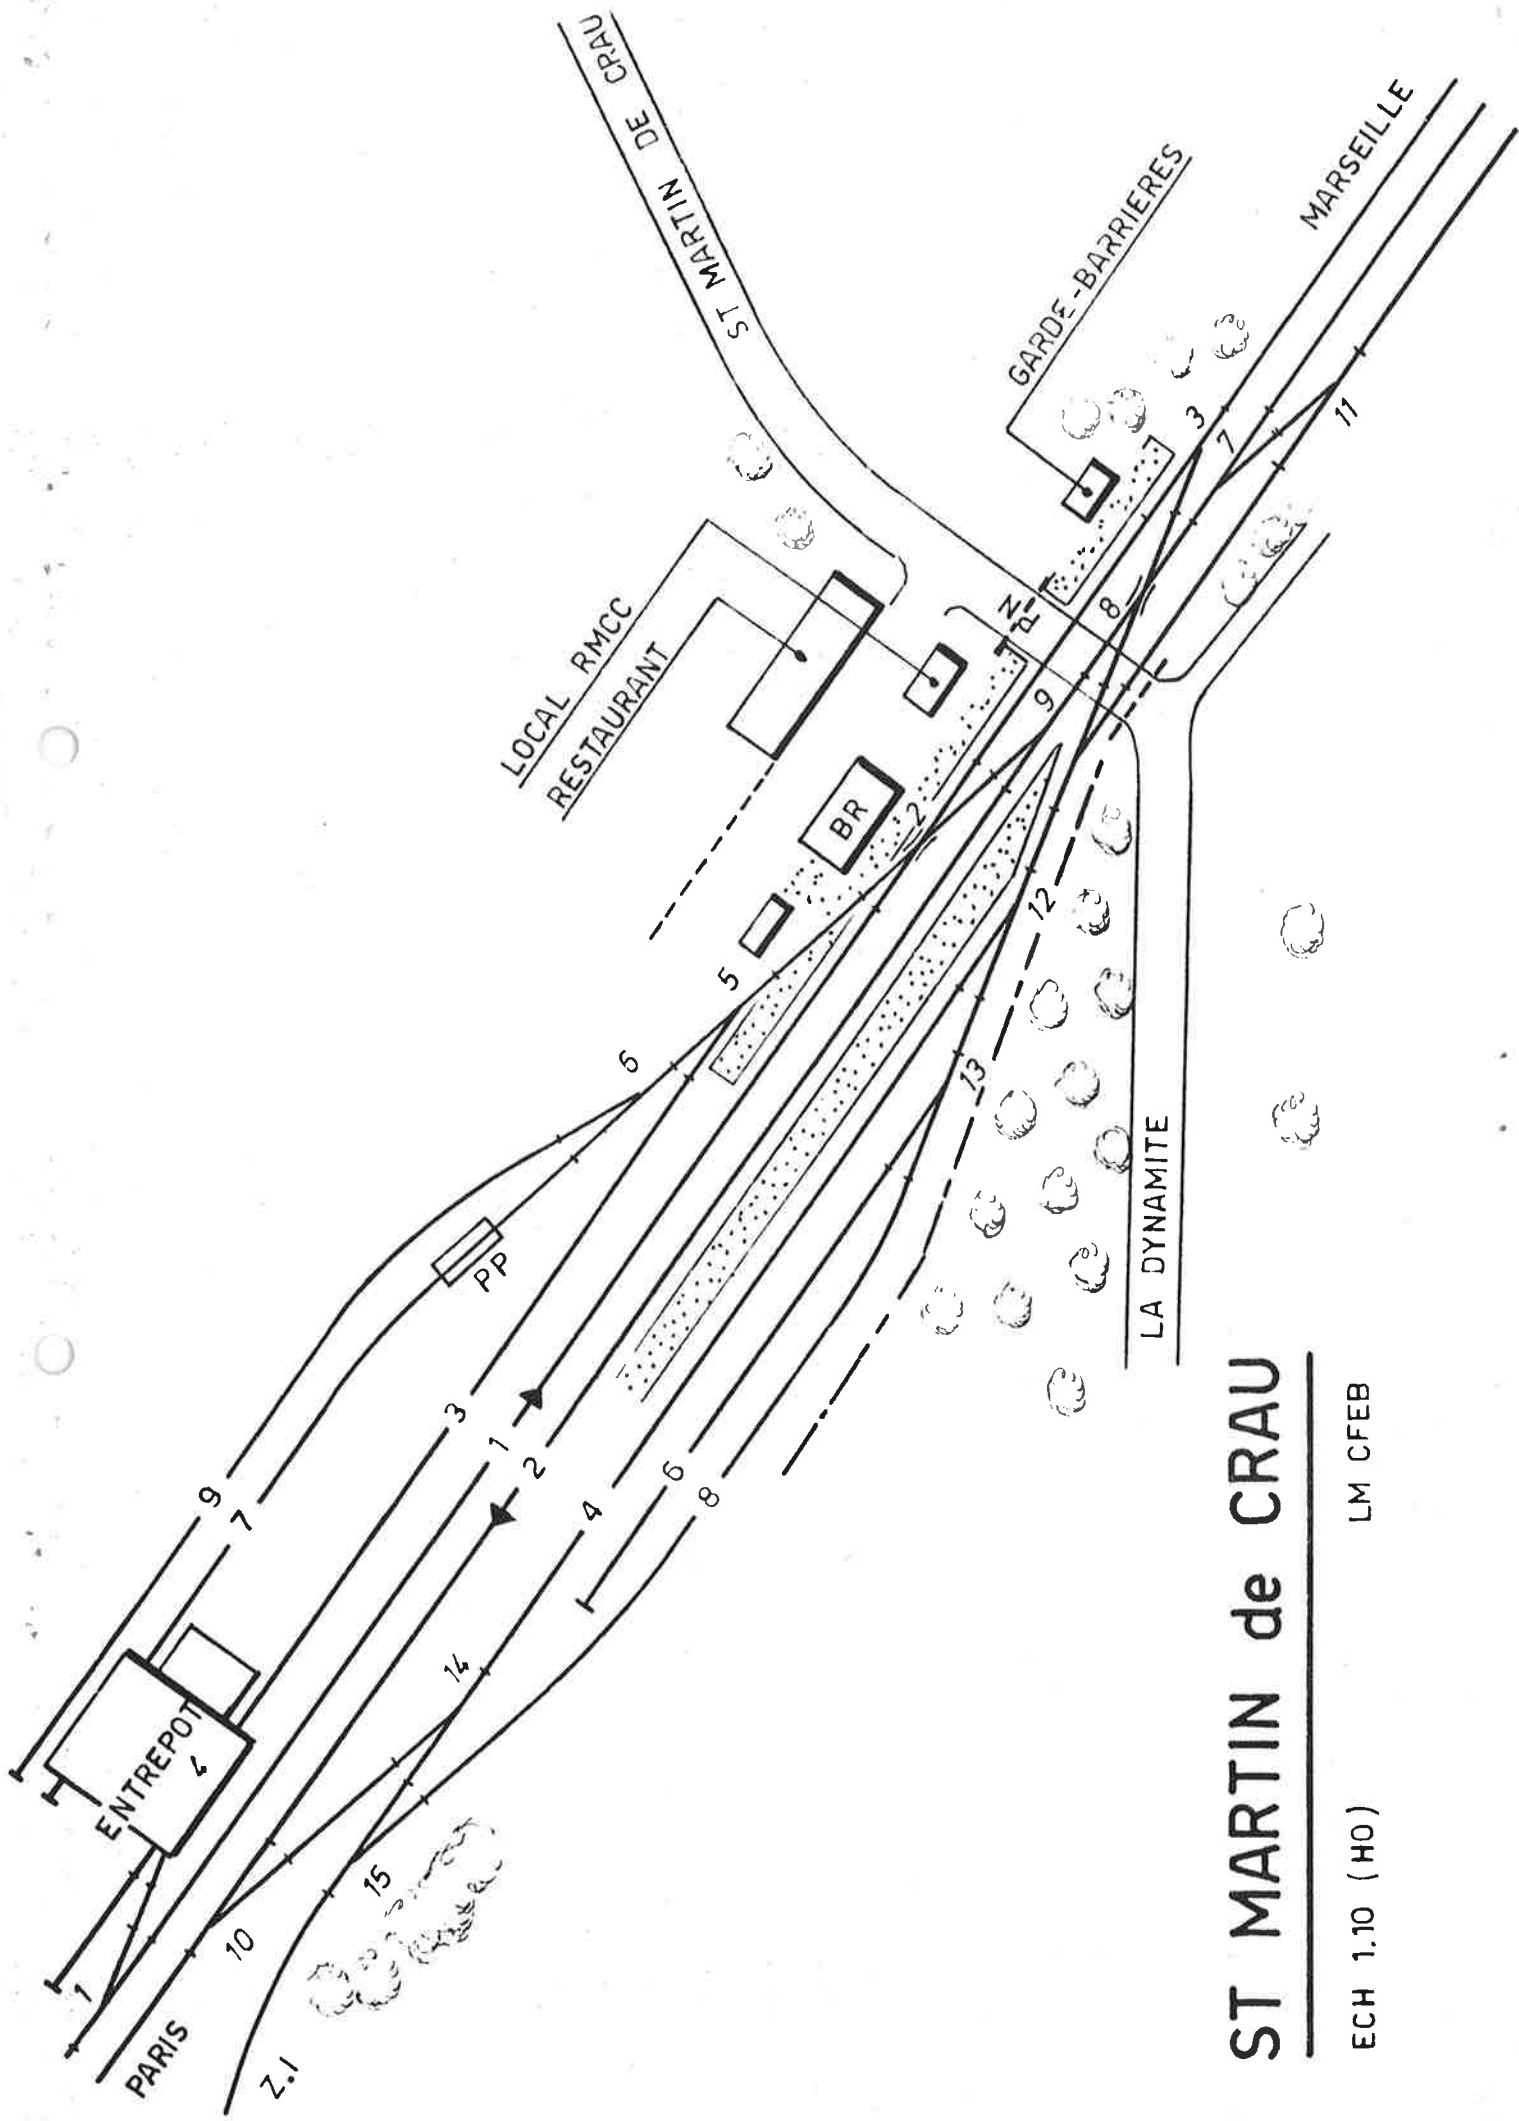 ST MARTIN DE CRAU
LOCAL RMCC
RESTAURANT
GARDE-BARRIERES
MARSEILLE
BR
PN
2
9
8
3
7
11
5
6
12
13
PP
9
7
3
1
2
4
6
8
ENTREPOT
4
14
15
10
1
PARIS
Z.I
LA DYNAMITE
ST MARTIN de CRAU
ECH 1.10 (HO)
LM CFEB